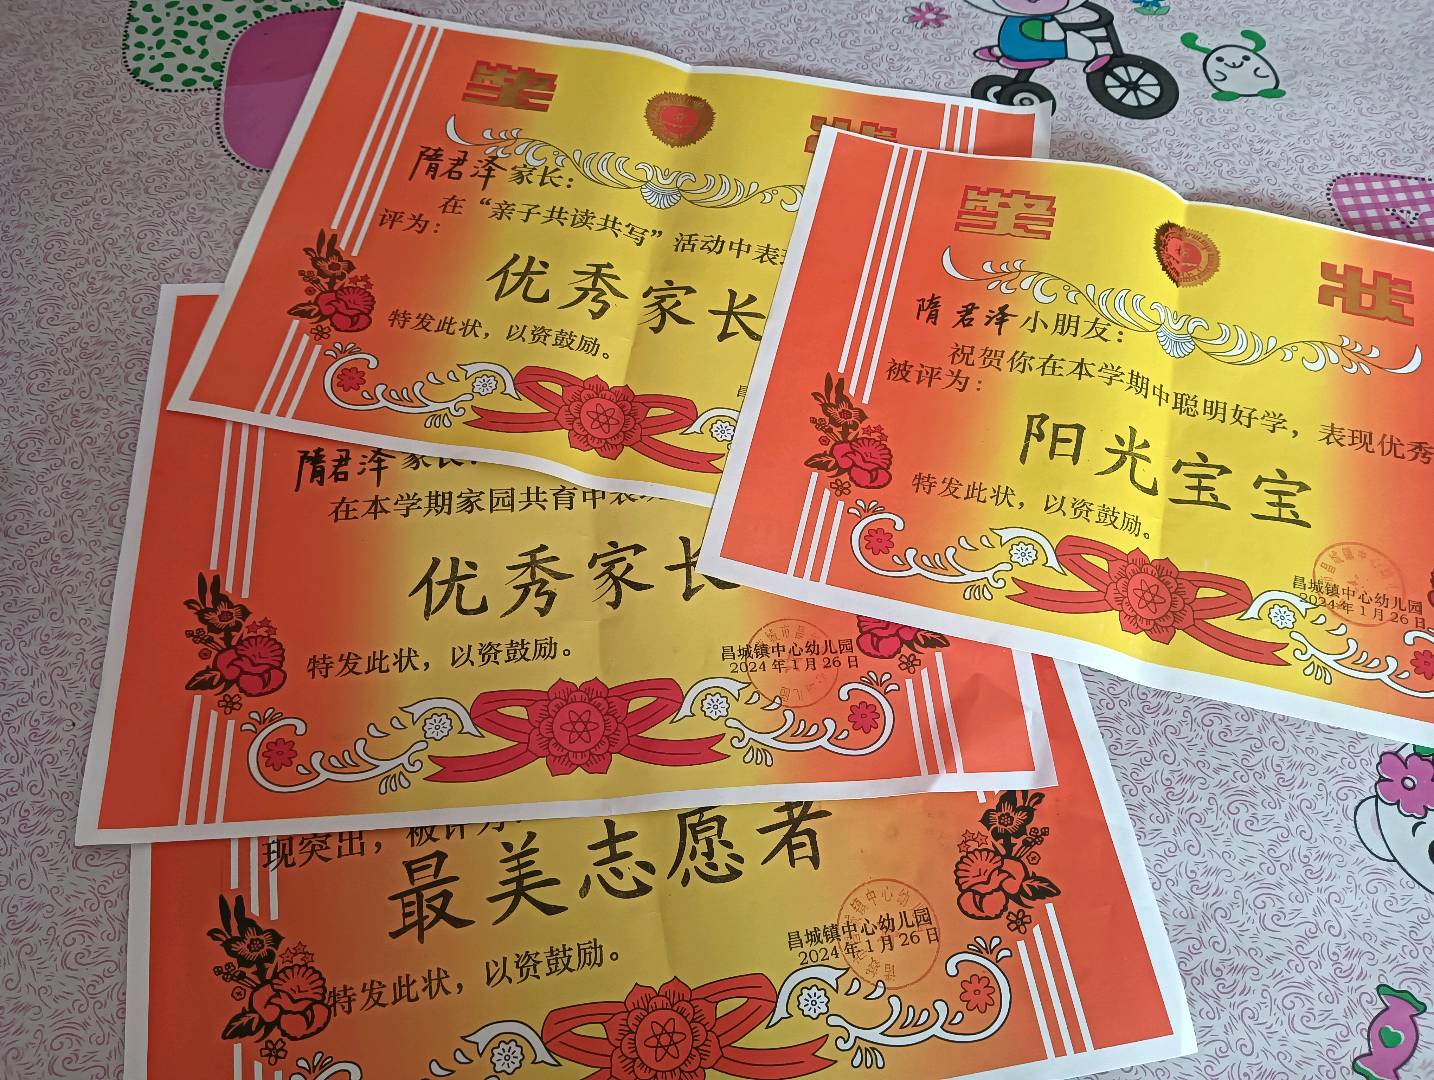 奖
隋君泽家长：
在“亲子共读共写”活动中表现
评为：
优秀家长
特发此状，以资鼓励。
奖状
隋君泽小朋友：
祝贺你在本学期中聪明好学，表现优秀
被评为：
阳光宝宝
特发此状，以资鼓励。
昌城镇中心幼儿园
2024年1月26日
隋君泽家长：
在本学期家园共育中表现
优秀家长
特发此状，以资鼓励。
昌城镇中心幼儿园
2024年1月26日
现突出，被评为
最美志愿者
特发此状，以资鼓励。
昌城镇中心幼儿园
2024年1月26日